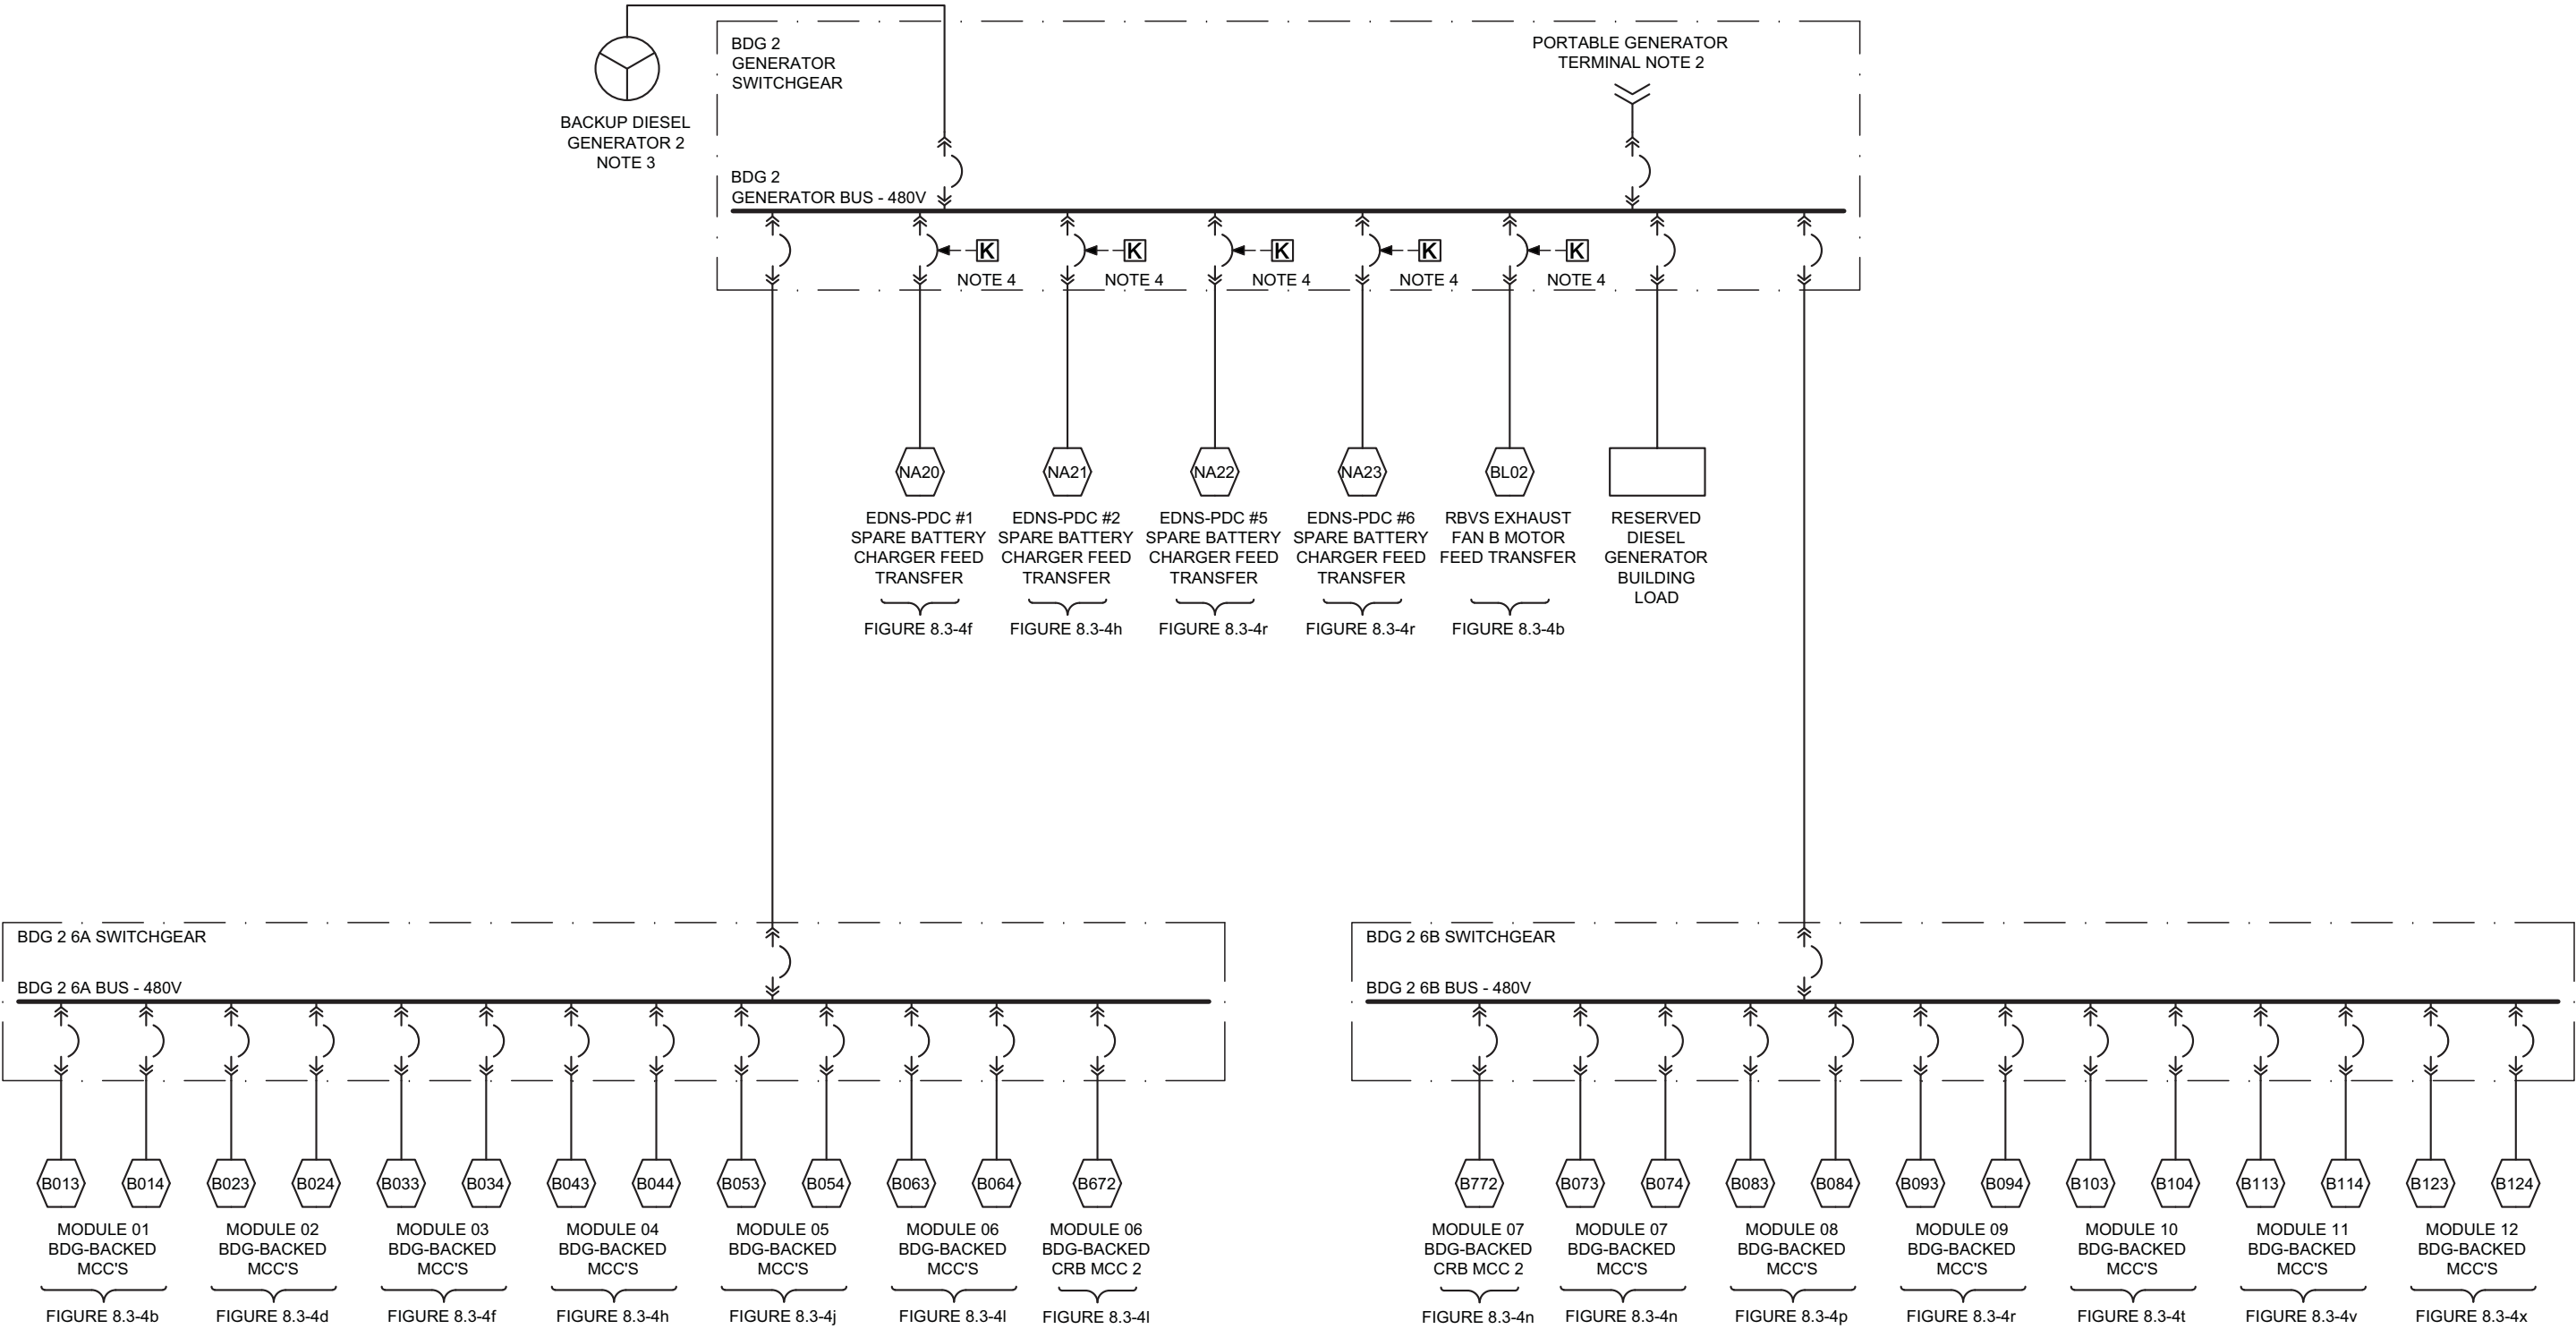 BDG 2
GENERATOR
SWITCHGEAR
PORTABLE GENERATOR
TERMINAL NOTE 2
BACKUP DIESEL
GENERATOR 2
NOTE 3
BDG 2
GENERATOR BUS - 480V
K
NOTE 4
K
NOTE 4
K
NOTE 4
K
NOTE 4
K
NOTE 4
NA20
EDNS-PDC #1
SPARE BATTERY
CHARGER FEED
TRANSFER
FIGURE 8.3-4f
NA21
EDNS-PDC #2
SPARE BATTERY
CHARGER FEED
TRANSFER
FIGURE 8.3-4h
NA22
EDNS-PDC #5
SPARE BATTERY
CHARGER FEED
TRANSFER
FIGURE 8.3-4r
NA23
EDNS-PDC #6
SPARE BATTERY
CHARGER FEED
TRANSFER
FIGURE 8.3-4r
BL02
RBVS EXHAUST
FAN B MOTOR
FEED TRANSFER
FIGURE 8.3-4b
RESERVED
DIESEL
GENERATOR
BUILDING
LOAD
BDG 2 6A SWITCHGEAR
BDG 2 6A BUS - 480V
B013
B014
MODULE 01
BDG-BACKED
MCC'S
FIGURE 8.3-4b
B023
B024
MODULE 02
BDG-BACKED
MCC'S
FIGURE 8.3-4d
B033
B034
MODULE 03
BDG-BACKED
MCC'S
FIGURE 8.3-4f
B043
B044
MODULE 04
BDG-BACKED
MCC'S
FIGURE 8.3-4h
B053
B054
MODULE 05
BDG-BACKED
MCC'S
FIGURE 8.3-4j
B063
B064
MODULE 06
BDG-BACKED
MCC'S
FIGURE 8.3-4l
B672
MODULE 06
BDG-BACKED
CRB MCC 2
FIGURE 8.3-4l
BDG 2 6B SWITCHGEAR
BDG 2 6B BUS - 480V
B772
MODULE 07
BDG-BACKED
CRB MCC 2
FIGURE 8.3-4n
B073
B074
MODULE 07
BDG-BACKED
MCC'S
FIGURE 8.3-4n
B083
B084
MODULE 08
BDG-BACKED
MCC'S
FIGURE 8.3-4p
B093
B094
MODULE 09
BDG-BACKED
MCC'S
FIGURE 8.3-4r
B103
B104
MODULE 10
BDG-BACKED
MCC'S
FIGURE 8.3-4t
B113
B114
MODULE 11
BDG-BACKED
MCC'S
FIGURE 8.3-4v
B123
B124
MODULE 12
BDG-BACKED
MCC'S
FIGURE 8.3-4x